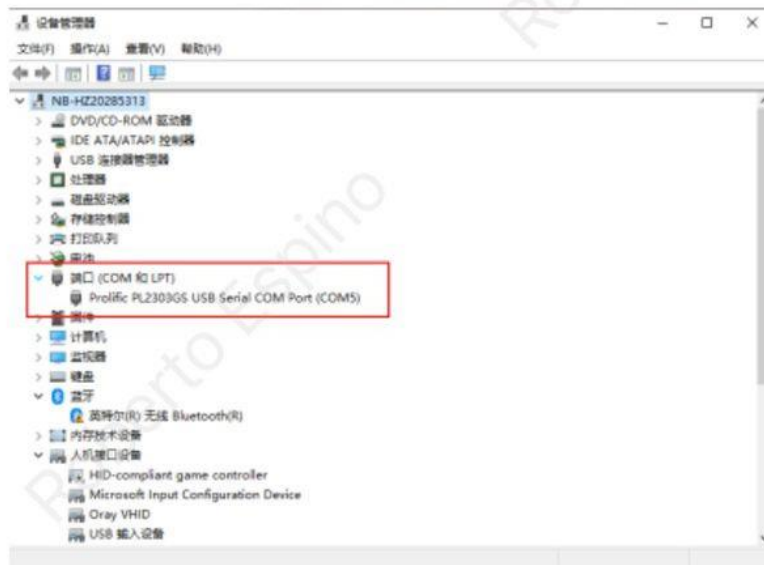 设备管理器
文件(F) 操作(A) 查看(V) 帮助(H)
NB-HZ20285313
DVD/CD-ROM 驱动器
IDE ATA/ATAPI 控制器
USB 连接器管理器
处理器
磁盘驱动器
存储控制器
打印队列
电池
端口 (COM 和 LPT)
Prolific PL2303GS USB Serial COM Port (COM5)
固件
计算机
监视器
键盘
蓝牙
英特尔(R) 无线 Bluetooth(R)
内存技术设备
人机接口设备
HID-compliant game controller
Microsoft Input Configuration Device
Oray VHID
USB 输入设备
Roberto Espino